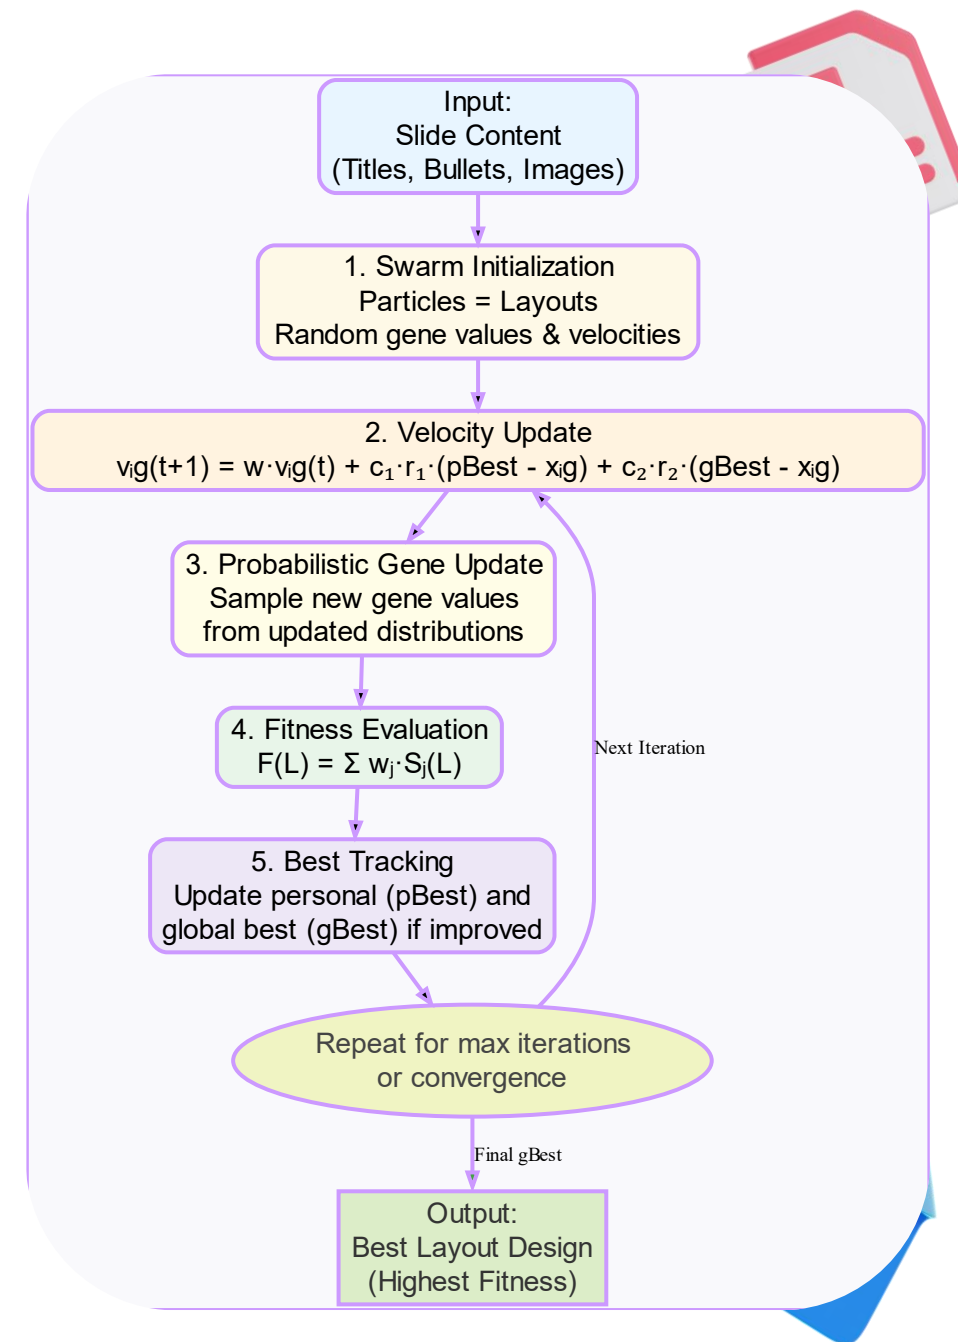 Input:
Slide Content
(Titles, Bullets, Images)
1. Swarm Initialization
Particles = Layouts
Random gene values & velocities
2. Velocity Update
vᵢg(t+1) = w·vᵢg(t) + c₁·r₁·(pBest - xᵢg) + c₂·r₂·(gBest - xᵢg)
3. Probabilistic Gene Update
Sample new gene values
from updated distributions
4. Fitness Evaluation
F(L) = Σ wⱼ·Sⱼ(L)
Next Iteration
5. Best Tracking
Update personal (pBest) and
global best (gBest) if improved
Repeat for max iterations
or convergence
Final gBest
Output:
Best Layout Design
(Highest Fitness)